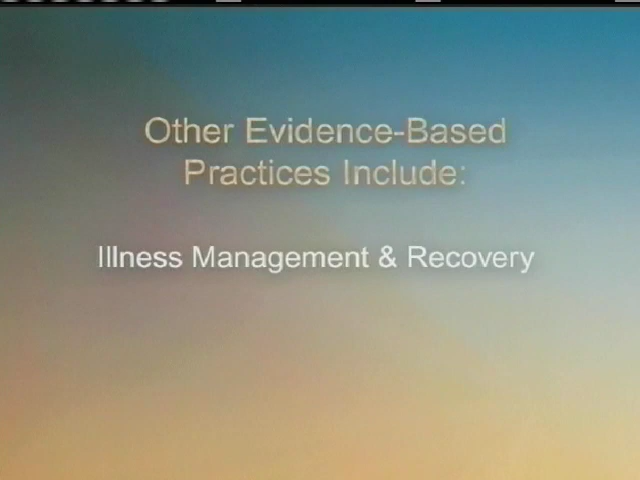 Other Evidence-Based
Practices Include:
Illness Management & Recovery